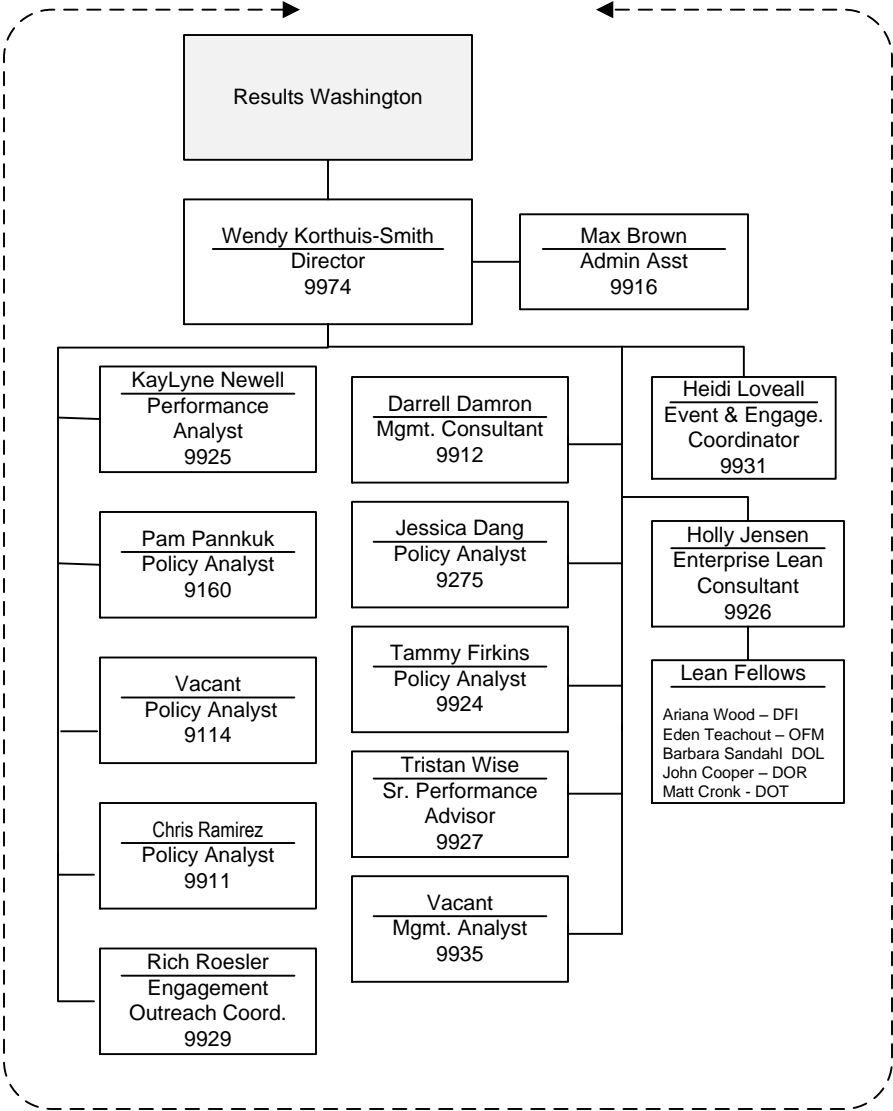 Results Washington
Wendy Korthuis-Smith
Director
9974
Max Brown
Admin Asst
9916
KayLyne Newell
Performance
Analyst
9925
Pam Pannkuk
Policy Analyst
9160
Vacant
Policy Analyst
9114
Chris Ramirez
Policy Analyst
9911
Rich Roesler
Engagement
Outreach Coord.
9929
Darrell Damron
Mgmt. Consultant
9912
Jessica Dang
Policy Analyst
9275
Tammy Firkins
Policy Analyst
9924
Tristan Wise
Sr. Performance
Advisor
9927
Vacant
Mgmt. Analyst
9935
Heidi Loveall
Event & Engage.
Coordinator
9931
Holly Jensen
Enterprise Lean
Consultant
9926
Lean Fellows
Ariana Wood – DFI
Eden Teachout – OFM
Barbara Sandahl  DOL
John Cooper – DOR
Matt Cronk - DOT